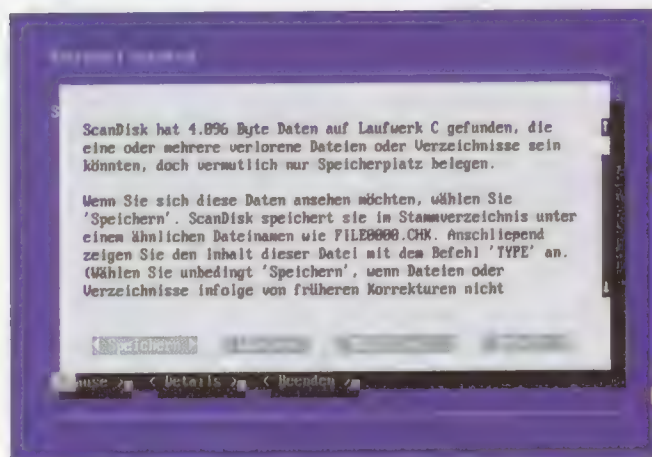 ScanDisk hat 4.096 Byte Daten auf Laufwerk C gefunden, die
eine oder mehrere verlorene Dateien oder Verzeichnisse sein
könnten, doch vermutlich nur Speicherplatz belegen.
Wenn Sie sich diese Daten ansehen möchten, wählen Sie
'Speichern'. ScanDisk speichert sie im Stammverzeichnis unter
einem ähnlichen Dateinamen wie FILE0000.CHK. Anschließend
zeigen Sie den Inhalt dieser Datei mit dem Befehl 'TYPE' an.
(Wählen Sie unbedingt 'Speichern', wenn Dateien oder
Verzeichnisse infolge von früheren Korrekturen nicht
Speichern
ause > < Details > < Beenden >